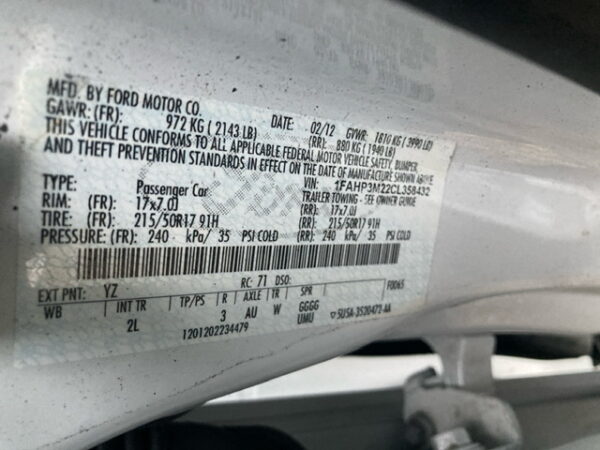 MFD. BY FORD MOTOR CO.
DATE: 02/12 GVWR: 1810 KG ( 3990 LB)
GAWR: (FR): 972 KG ( 2143 LB) (RR): 880 KG ( 1940 LB)
THIS VEHICLE CONFORMS TO ALL APPLICABLE FEDERAL MOTOR VEHICLE SAFETY, BUMPER,
AND THEFT PREVENTION STANDARDS IN EFFECT ON THE DATE OF MANUFACTURE SHOWN ABOVE
VIN: 1FAHP3M22CL358432
TYPE: Passenger Car TRAILER TOWING - SEE OWNER GUIDE
RIM: (FR): 17x7.0J (RR): 17x7.0J
TIRE: (FR): 215/50R17 91H (RR): 215/50R17 91H
PRESSURE: (FR): 240 kPa/ 35 PSI COLD (RR): 240 kPa/ 35 PSI COLD
F0065
EXT PNT: YZ RC: 71 DSO:
WB INT TR TP/PS R AXLE TR SPR
2L 3 AU W GGGG
UMU
5U5A-3520472-AA
1201202234479